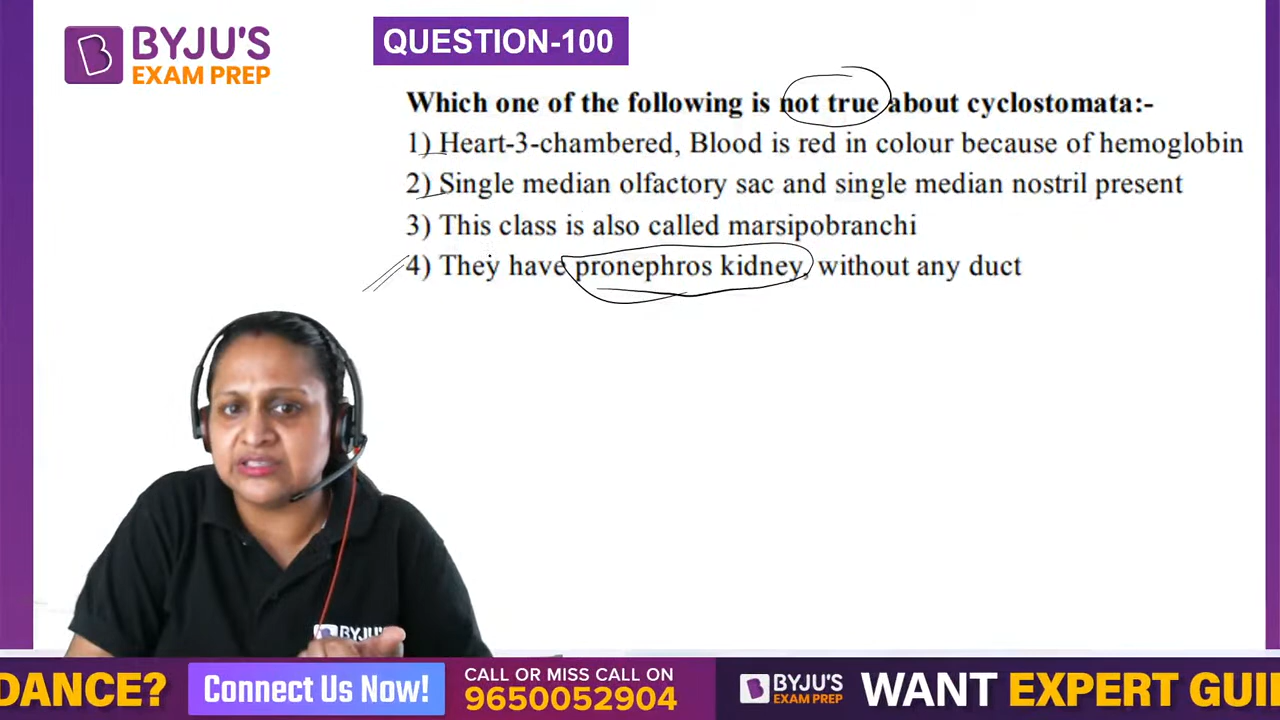 BYJU'S
EXAM PREP
QUESTION-100
Which one of the following is not true about cyclostomata:-
1) Heart-3-chambered, Blood is red in colour because of hemoglobin
2) Single median olfactory sac and single median nostril present
3) This class is also called marsipobranchi
4) They have pronephros kidney, without any duct
BYJU'S
DANCE?
Connect Us Now!
CALL OR MISS CALL ON
9650052904
BYJU'S
EXAM PREP
WANT EXPERT GUI